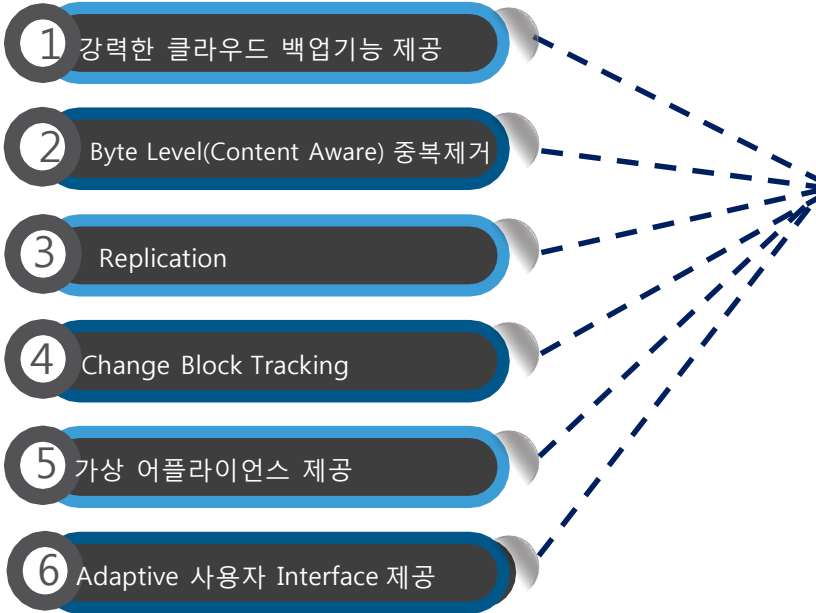 1 강력한 클라우드 백업기능 제공
2 Byte Level(Content Aware) 중복제거
3 Replication
4 Change Block Tracking
5 가상 어플라이언스 제공
6 Adaptive 사용자 Interface 제공